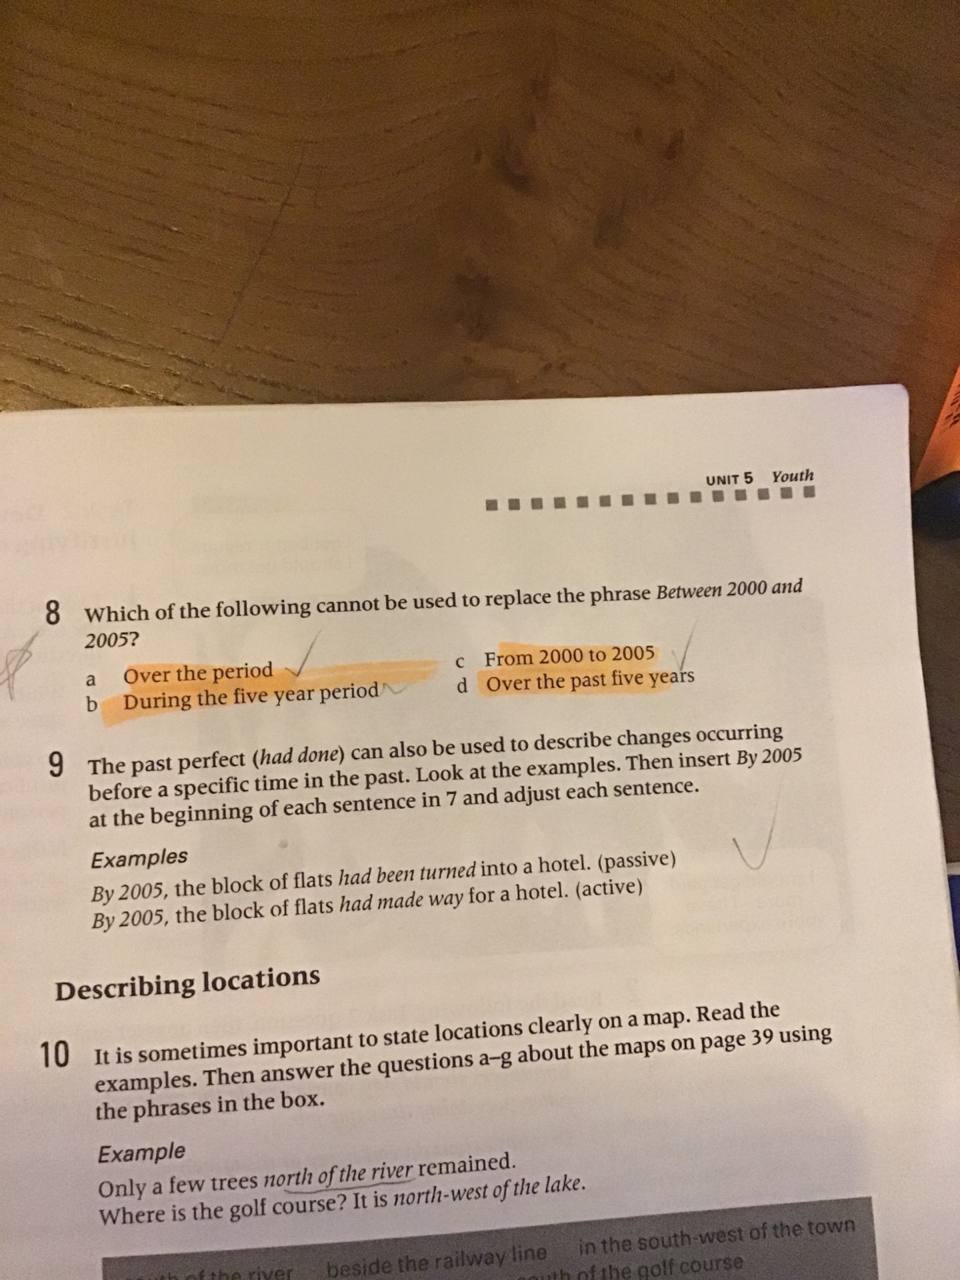 UNIT 5 Youth
8 Which of the following cannot be used to replace the phrase Between 2000 and
2005?
a Over the period
b During the five year period
c From 2000 to 2005
d Over the past five years
9 The past perfect (had done) can also be used to describe changes occurring
before a specific time in the past. Look at the examples. Then insert By 2005
at the beginning of each sentence in 7 and adjust each sentence.
Examples
By 2005, the block of flats had been turned into a hotel. (passive)
By 2005, the block of flats had made way for a hotel. (active)
Describing locations
10 It is sometimes important to state locations clearly on a map. Read the
examples. Then answer the questions a–g about the maps on page 39 using
the phrases in the box.
Example
Only a few trees north of the river remained.
Where is the golf course? It is north-west of the lake.
of the river beside the railway line in the south-west of the town
of the golf course